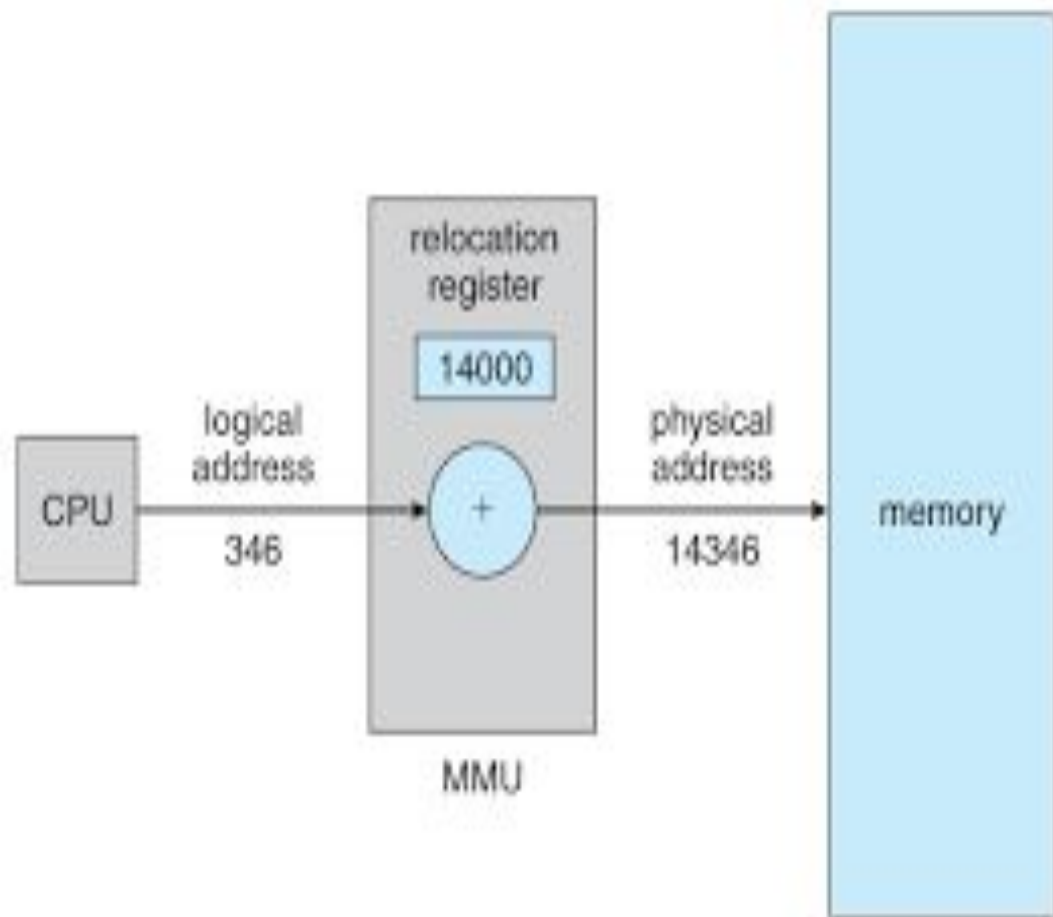 relocation
register
14000
logical
address
physical
address
CPU
+
memory
346
14346
MMU